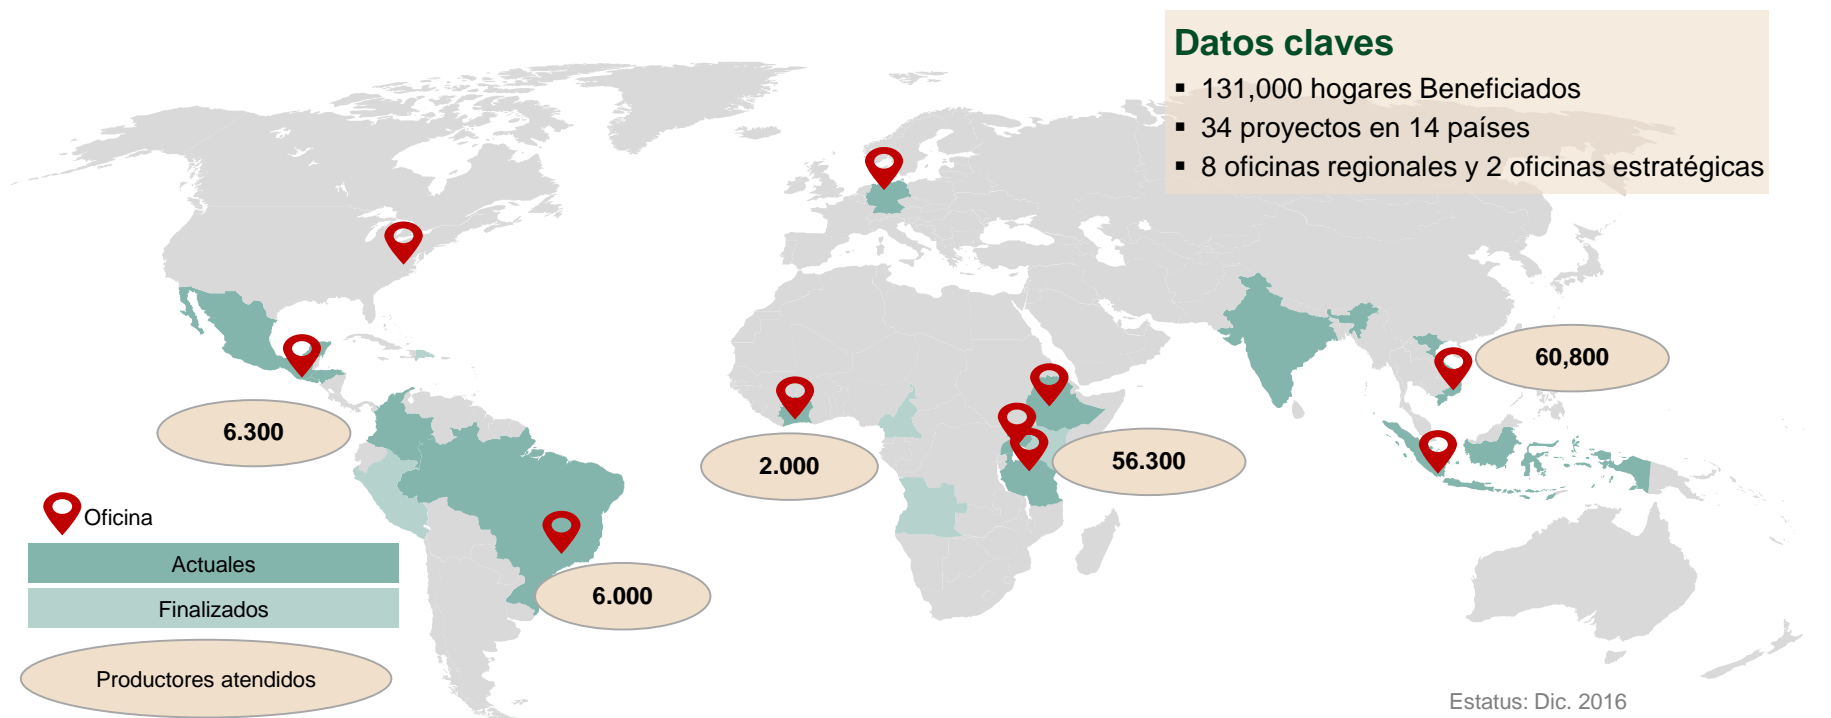 Datos claves
▪ 131,000 hogares Beneficiados
▪ 34 proyectos en 14 países
▪ 8 oficinas regionales y 2 oficinas estratégicas
60,800
6.300
2.000
56.300
6.000
Oficina
Actuales
Finalizados
Productores atendidos
Estatus: Dic. 2016